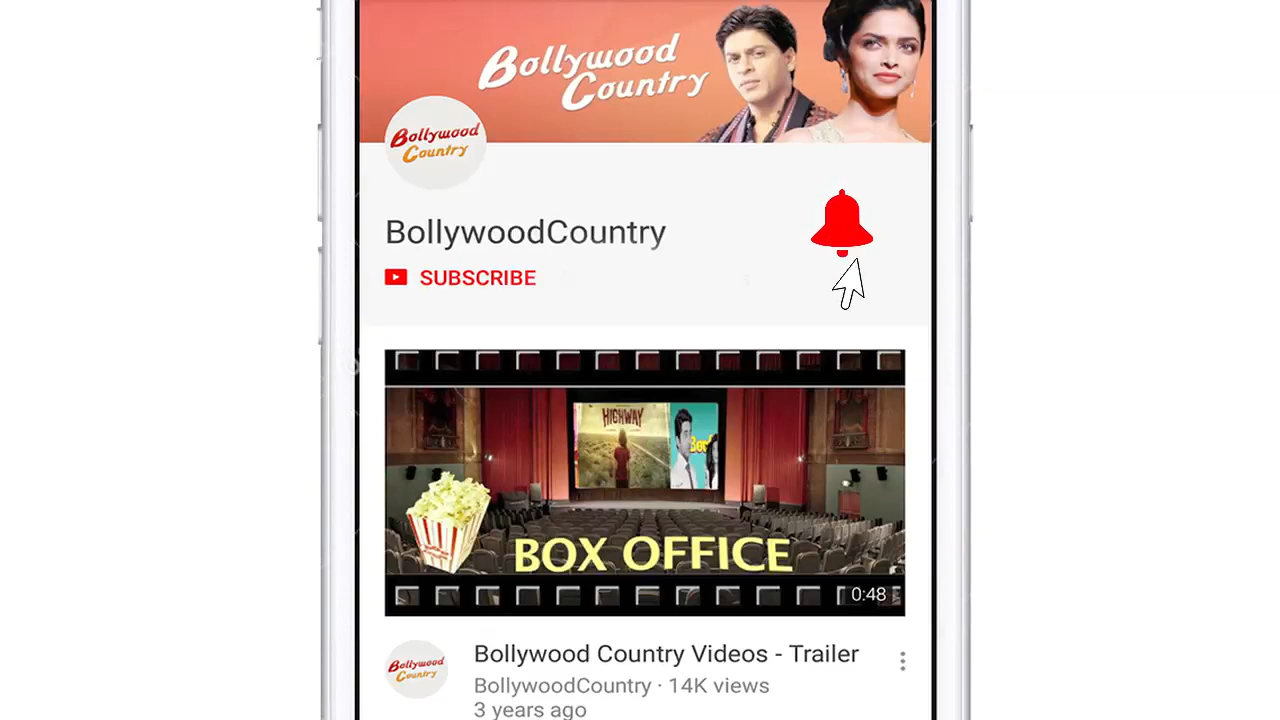 Bollywood
Country
Bollywood
Country
BollywoodCountry
SUBSCRIBE
HIGHWAY
BOX OFFICE
0:48
Bollywood
Country
Bollywood Country Videos - Trailer
BollywoodCountry · 14K views
3 years ago